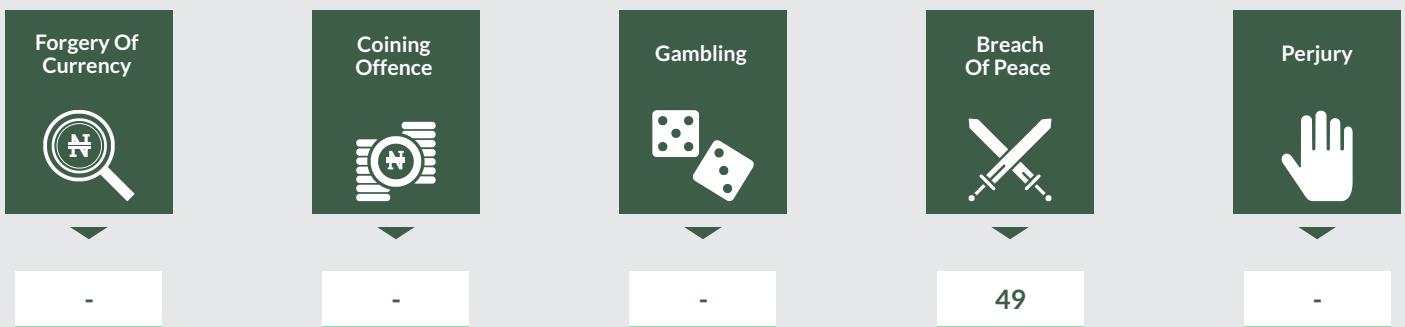 Forgery Of
Currency
Coining
Offence
Gambling
Breach
Of Peace
Perjury
₦
₦
-
-
-
49
-